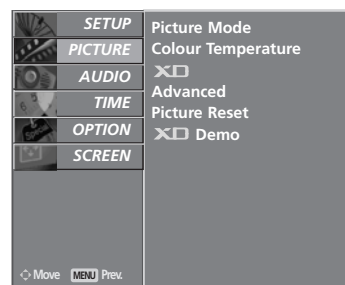 SETUP
PICTURE
AUDIO
TIME
OPTION
SCREEN
Move MENU Prev.
Picture Mode
Colour Temperature
XD
Advanced
Picture Reset
XD Demo